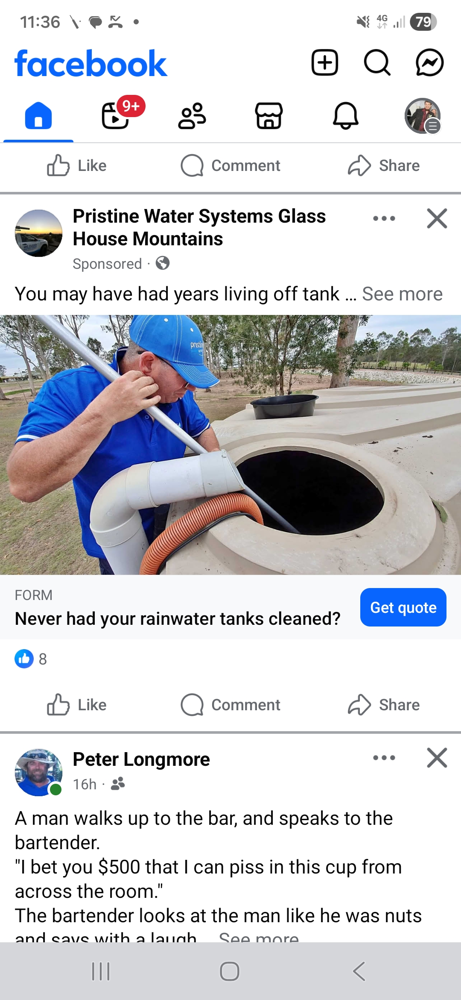 11:36
4G
79
facebook
9+
Like
Comment
Share
Pristine Water Systems Glass
House Mountains
Sponsored ·
You may have had years living off tank ... See more
FORM
Never had your rainwater tanks cleaned?
Get quote
8
Like
Comment
Share
Peter Longmore
16h ·
A man walks up to the bar, and speaks to the
bartender.
"I bet you $500 that I can piss in this cup from
across the room."
The bartender looks at the man like he was nuts
and says with a laugh... See more